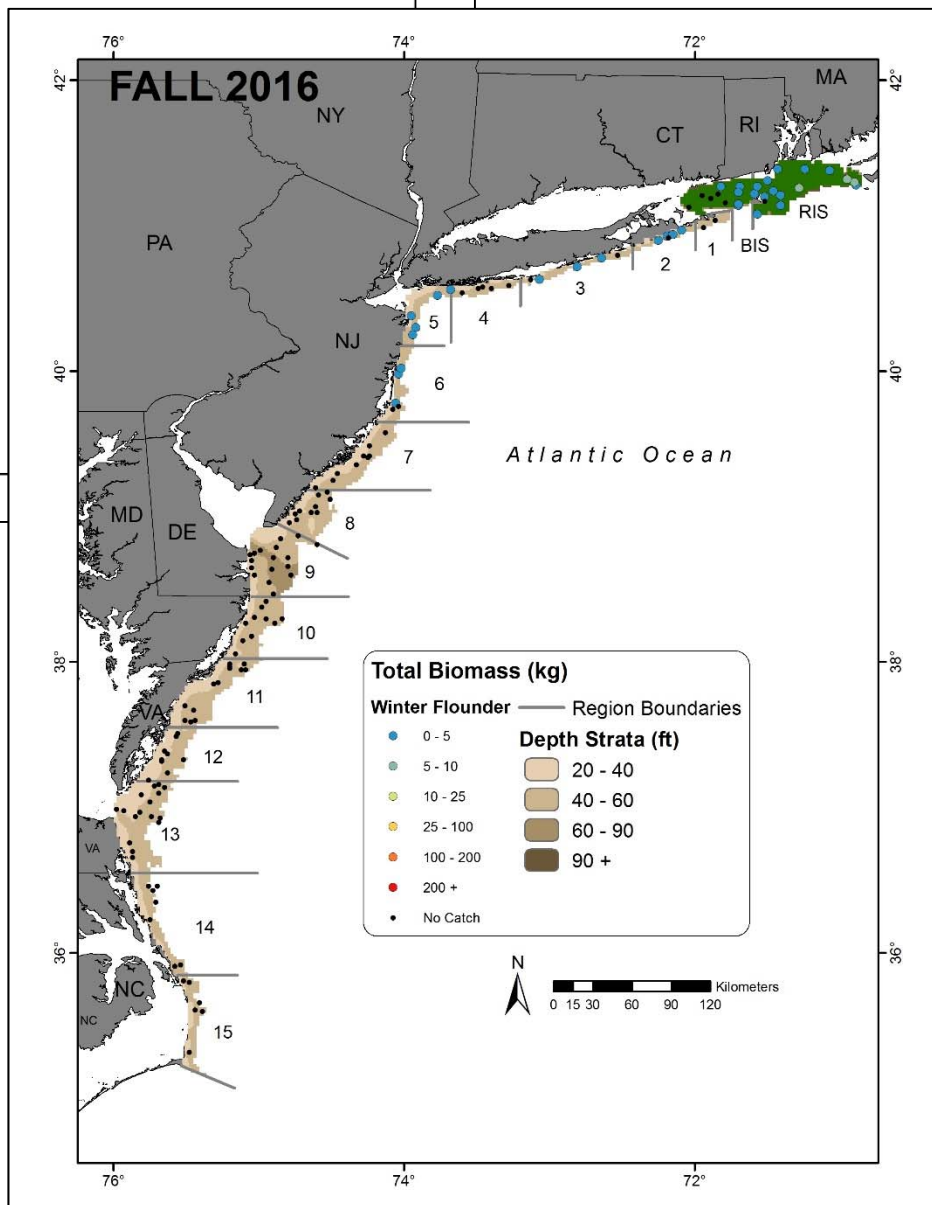 76°
74°
72°
42°
42°
FALL 2016
NY
MA
CT
RI
RIS
BIS
PA
1
2
3
4
5
NJ
40°
40°
6
Atlantic Ocean
7
MD
DE
8
9
10
38°
38°
11
VA
12
13
VA
14
36°
36°
NC
NC
15
Total Biomass (kg)
Winter Flounder
0 - 5
5 - 10
10 - 25
25 - 100
100 - 200
200 +
No Catch
Region Boundaries
Depth Strata (ft)
20 - 40
40 - 60
60 - 90
90 +
N
Kilometers
0 15 30 60 90 120
76°
74°
72°